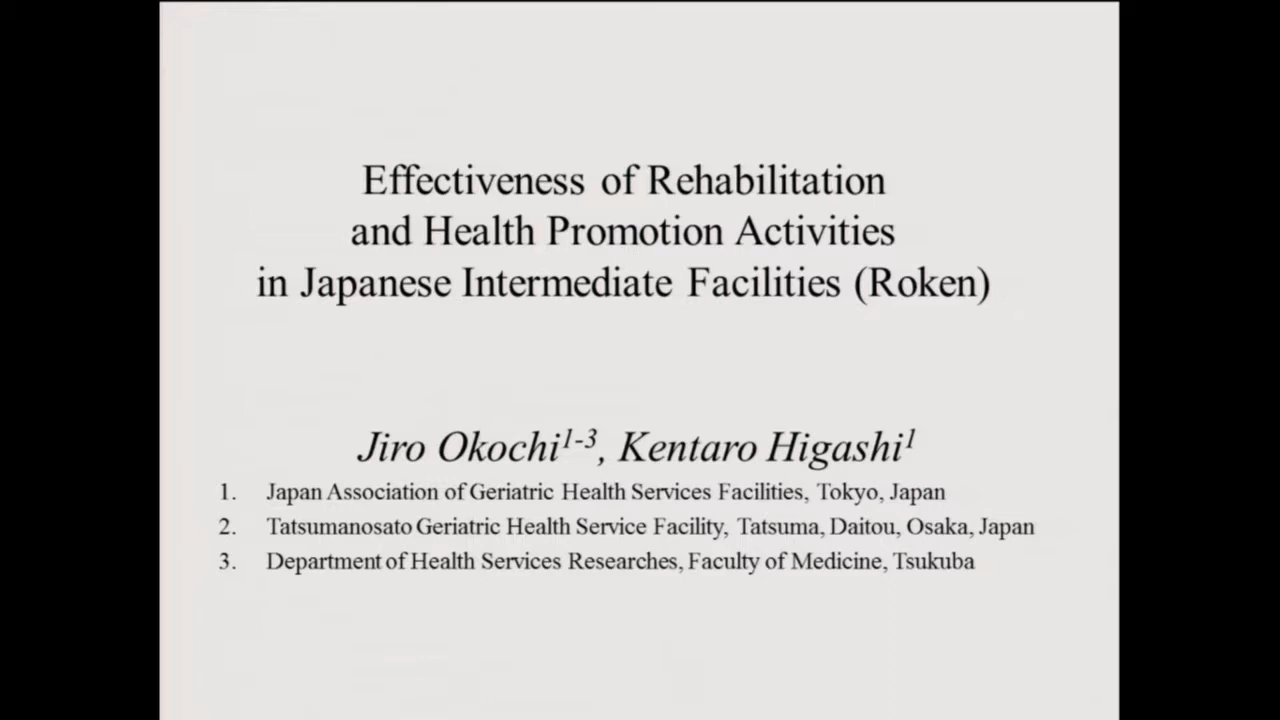 Effectiveness of Rehabilitation
and Health Promotion Activities
in Japanese Intermediate Facilities (Roken)
Jiro Okochi1-3, Kentaro Higashi1
1. Japan Association of Geriatric Health Services Facilities, Tokyo, Japan
2. Tatsumanosato Geriatric Health Service Facility, Tatsuma, Daitou, Osaka, Japan
3. Department of Health Services Researches, Faculty of Medicine, Tsukuba